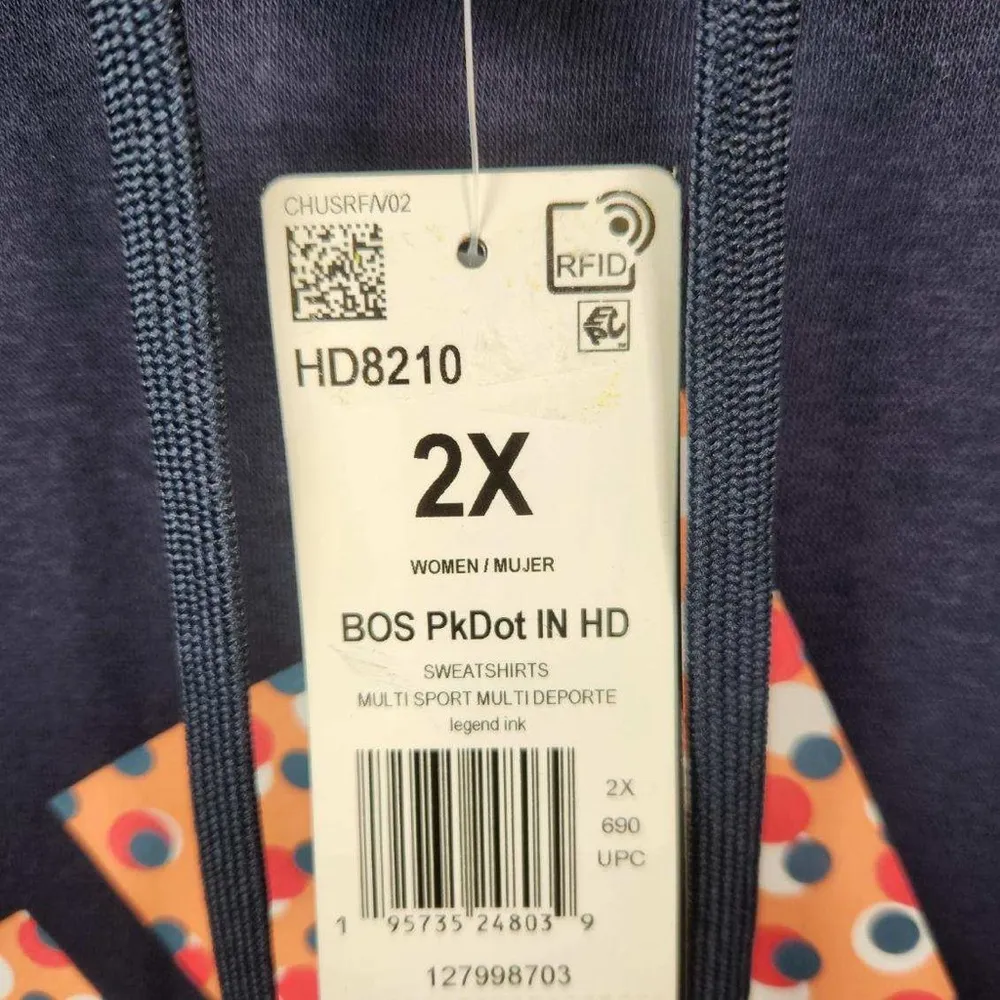 CHUSRF/V02
RFID
EPC
HD8210
2X
WOMEN / MUJER
BOS PkDot IN HD
SWEATSHIRTS
MULTI SPORT MULTI DEPORTE
legend ink
2X
690
UPC
1 95735 24803 9
127998703